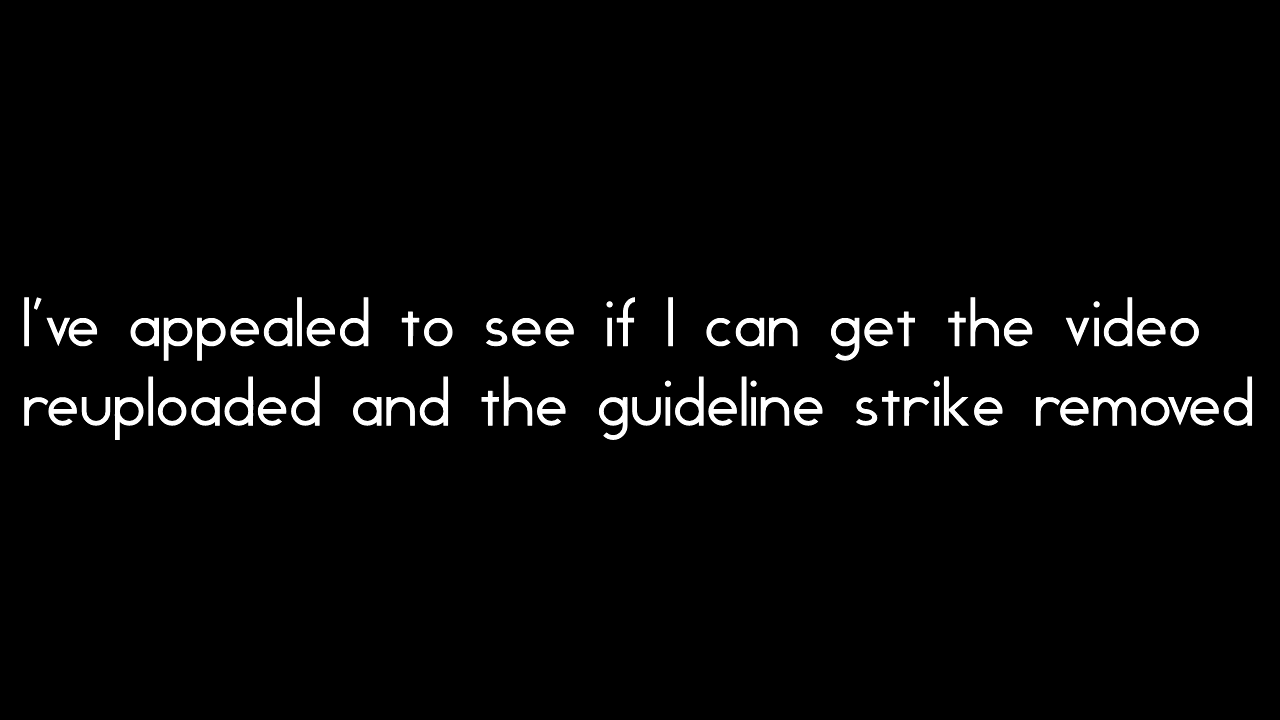 I've appealed to see if I can get the video
reuploaded and the guideline strike removed